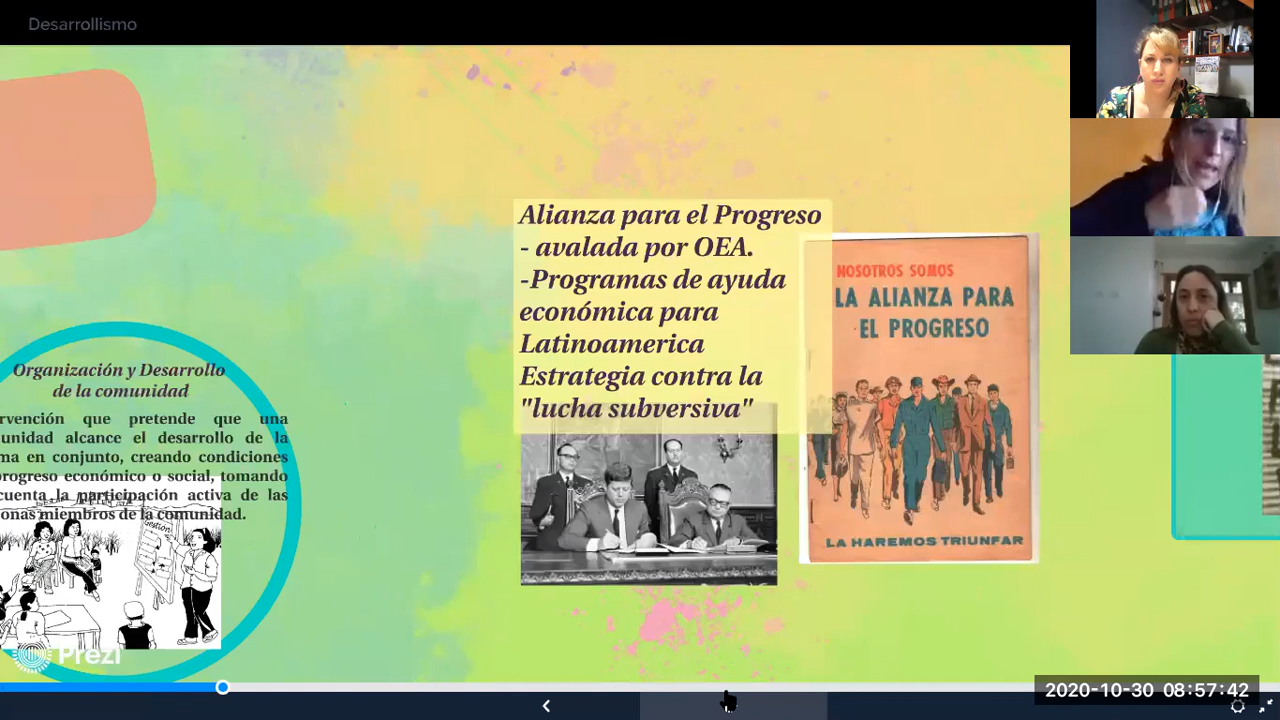 Desarrollismo
Alianza para el Progreso
- avalada por OEA.
-Programas de ayuda
económica para
Latinoamerica
Estrategia contra la
"lucha subversiva"
NOSOTROS SOMOS
LA ALIANZA PARA
EL PROGRESO
LA HAREMOS TRIUNFAR
Organización y Desarrollo
de la comunidad
rvención que pretende que una
unidad alcance el desarrollo de la
ma en conjunto, creando condiciones
progreso económico o social, tomando
cuenta la participación activa de las
onas miembros de la comunidad.
Gestión
Prezi
2020-10-30 08:57:42